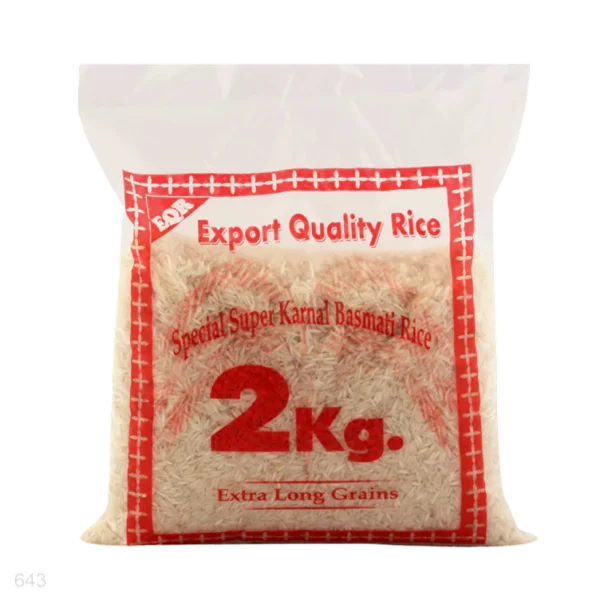 EQR
Export Quality Rice
Special Super Karnal Basmati Rice
2Kg.
Extra Long Grains
643